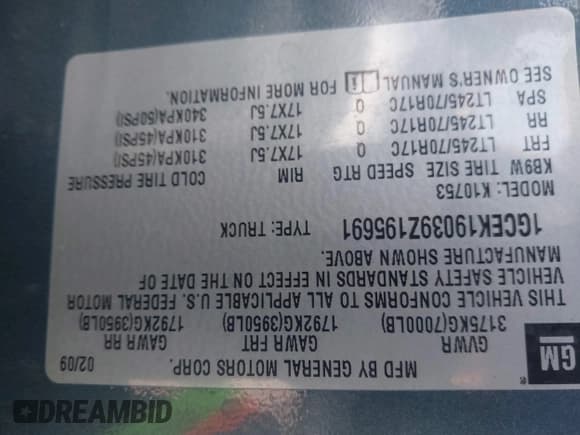 GM
®
MFD BY GENERAL MOTORS CORP. 02/09
GVWR GAWR FRT GAWR RR
3175KG(7000LB) 1792KG(3950LB) 1792KG(3950LB)
THIS VEHICLE CONFORMS TO ALL APPLICABLE U.S. FEDERAL MOTOR
VEHICLE SAFETY STANDARDS IN EFFECT ON THE DATE OF
MANUFACTURE SHOWN ABOVE.
1GCEK19039Z195691 TYPE: TRUCK
MODEL: K10753
KB9W TIRE SIZE SPEED RTG RIM COLD TIRE PRESSURE
FRT LT245/70R17C Q 17X7.5J 310KPA(45PSI)
RR LT245/70R17C Q 17X7.5J 310KPA(45PSI)
SPA LT245/70R17C Q 17X7.5J 340KPA(50PSI)
SEE OWNER'S MANUAL FOR MORE INFORMATION.
DREAMBID